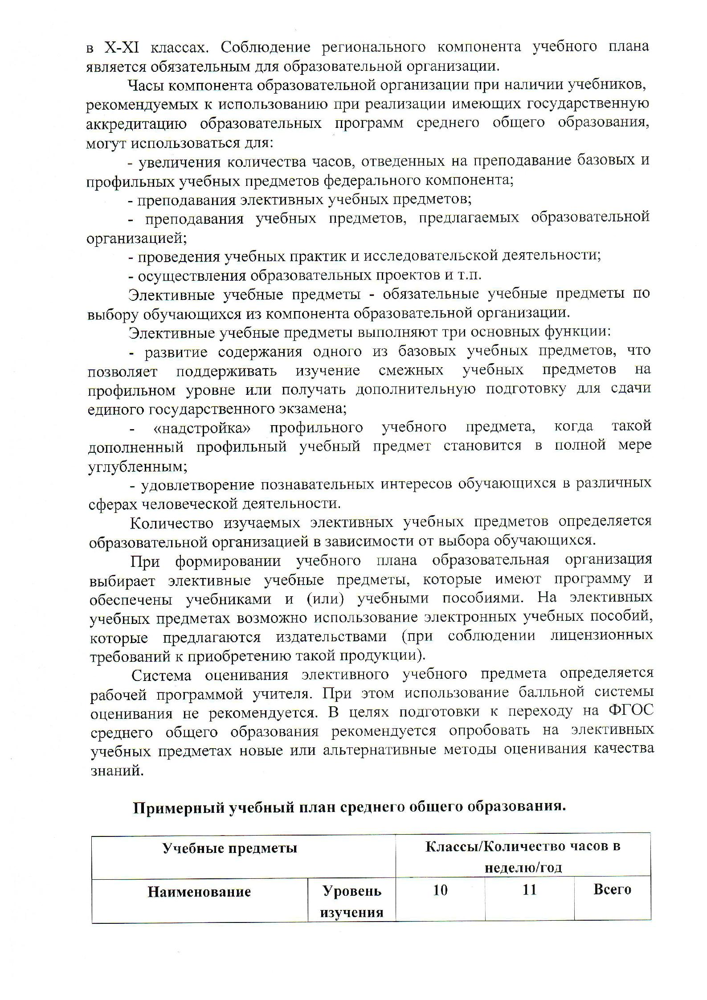 в X-XI классах. Соблюдение регионального компонента учебного плана
является обязательным для образовательной организации.
Часы компонента образовательной организации при наличии учебников,
рекомендуемых к использованию при реализации имеющих государственную
аккредитацию образовательных программ среднего общего образования,
могут использоваться для:
- увеличения количества часов, отведенных на преподавание базовых и
профильных учебных предметов федерального компонента;
- преподавания элективных учебных предметов;
- преподавания учебных предметов, предлагаемых образовательной
организацией;
- проведения учебных практик и исследовательской деятельности;
- осуществления образовательных проектов и т.п.
Элективные учебные предметы - обязательные учебные предметы по
выбору обучающихся из компонента образовательной организации.
Элективные учебные предметы выполняют три основных функции:
- развитие содержания одного из базовых учебных предметов, что
позволяет поддерживать изучение смежных учебных предметов на
профильном уровне или получать дополнительную подготовку для сдачи
единого государственного экзамена;
- «надстройка» профильного учебного предмета, когда такой
дополненный профильный учебный предмет становится в полной мере
углубленным;
- удовлетворение познавательных интересов обучающихся в различных
сферах человеческой деятельности.
Количество изучаемых элективных учебных предметов определяется
образовательной организацией в зависимости от выбора обучающихся.
При формировании учебного плана образовательная организация
выбирает элективные учебные предметы, которые имеют программу и
обеспечены учебниками и (или) учебными пособиями. На элективных
учебных предметах возможно использование электронных учебных пособий,
которые предлагаются издательствами (при соблюдении лицензионных
требований к приобретению такой продукции).
Система оценивания элективного учебного предмета определяется
рабочей программой учителя. При этом использование балльной системы
оценивания не рекомендуется. В целях подготовки к переходу на ФГОС
среднего общего образования рекомендуется опробовать на элективных
учебных предметах новые или альтернативные методы оценивания качества
знаний.
Примерный учебный план среднего общего образования.
Учебные предметы
Классы/Количество часов в
неделю/год
Наименование
Уровень
изучения
10
11
Всего